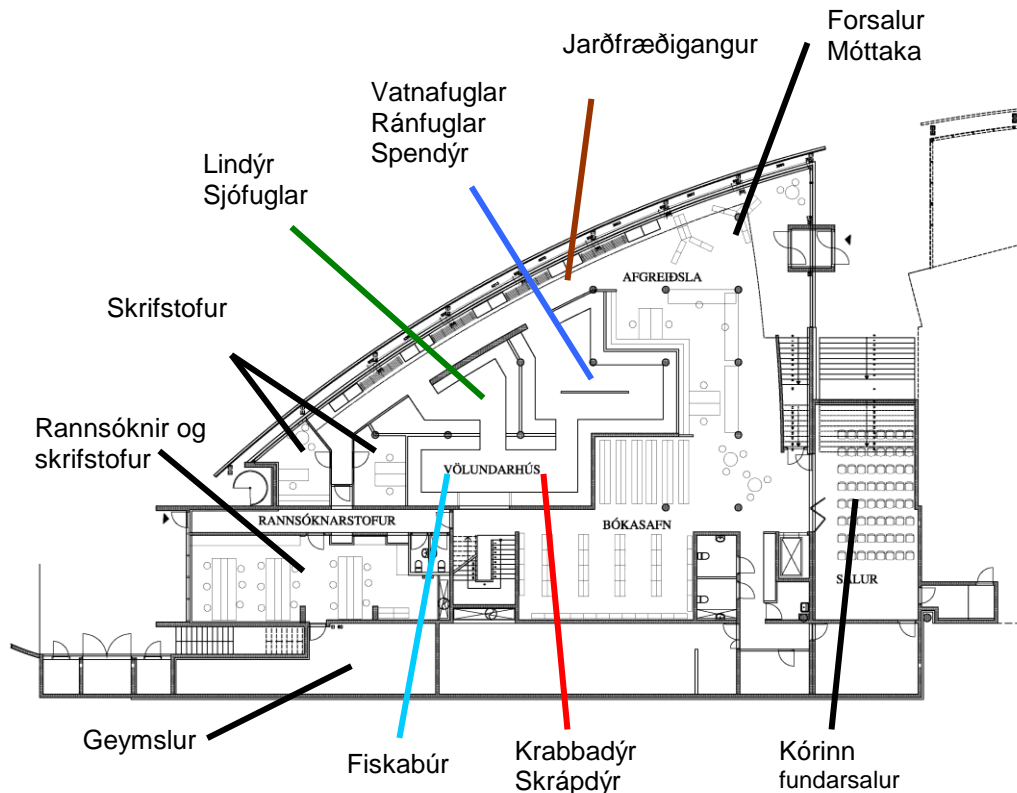 Forsalur
Móttaka
Jarðfræðigangur
Vatnafuglar
Ránfuglar
Spendýr
Lindýr
Sjófuglar
Skrifstofur
Rannsóknir og
skrifstofur
AFGREIÐSLA
VÖLUNDARHÚS
RANNSÓKNARSTOFUR
BÓKASAFN
SALUR
Geymslur
Fiskabúr
Krabbadýr
Skrápdýr
Kórinn
fundarsalur